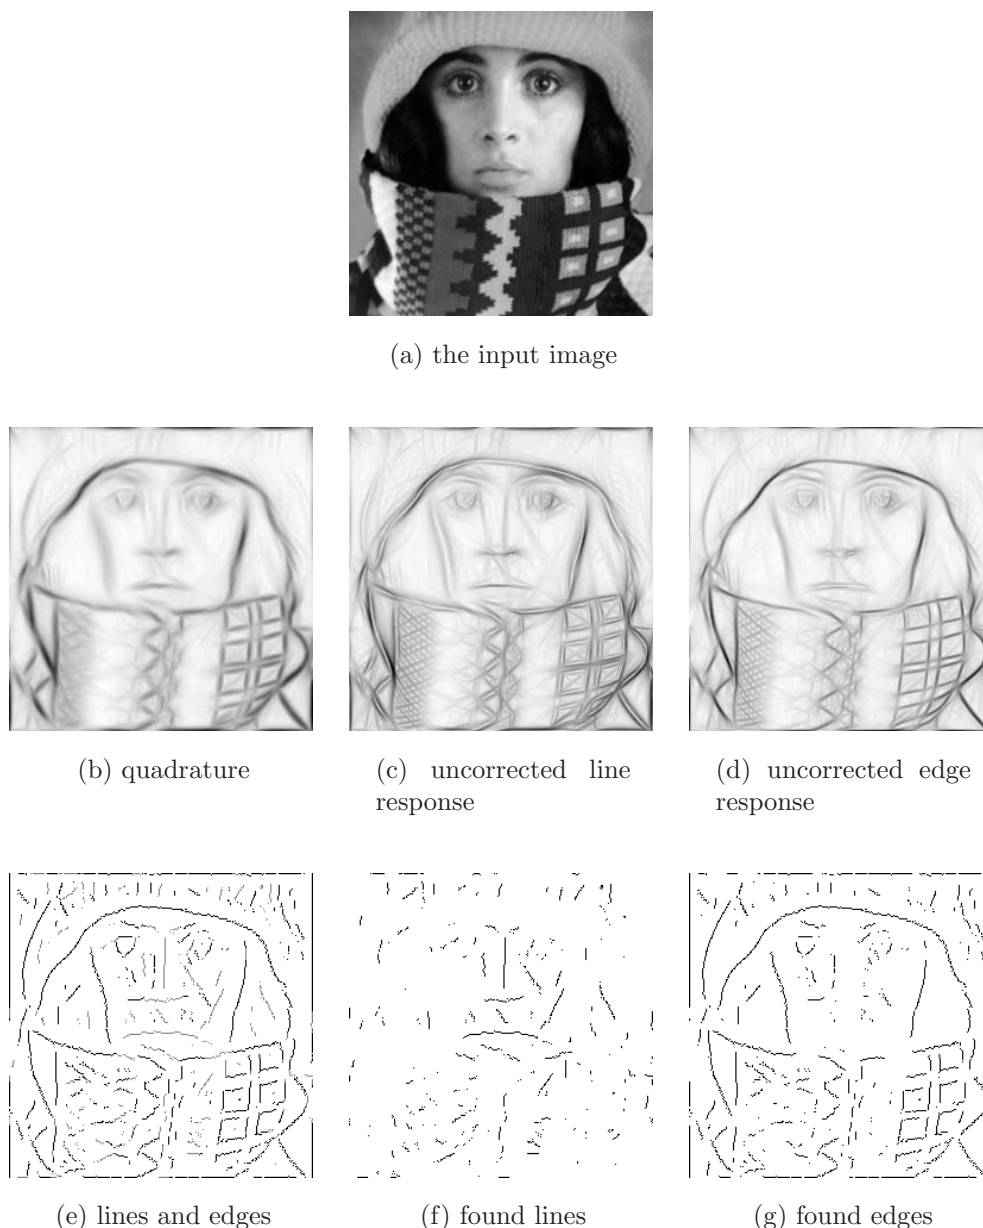 (a) the input image
(b) quadrature
(c) uncorrected line
response
(d) uncorrected edge
response
(e) lines and edges
(f) found lines
(g) found edges